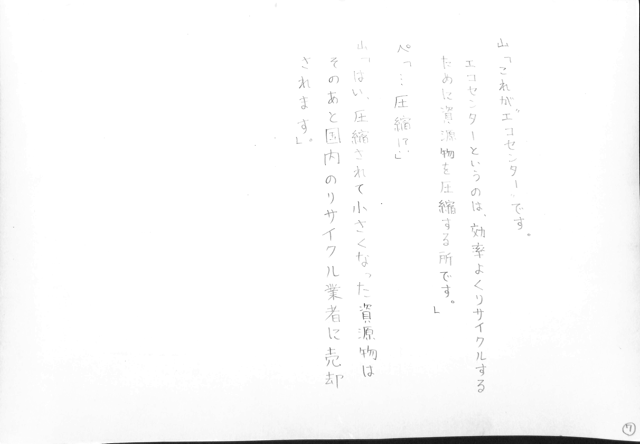 山「これが"エコセンター"です。
エコセンターというのは、効率よくリサイクルする
ために資源物を圧縮する所です。」
ペ「っ…圧縮!?」
山「はい、圧縮されて小さくなった資源物は
そのあと国内のリサイクル業者に売却
されます。」